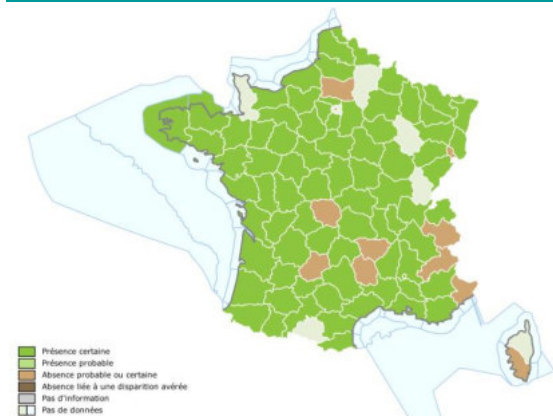 Présence certaine
Présence probable
Absence probable ou certaine
Absence liée à une disparition avérée
Pas d'information
Pas de données